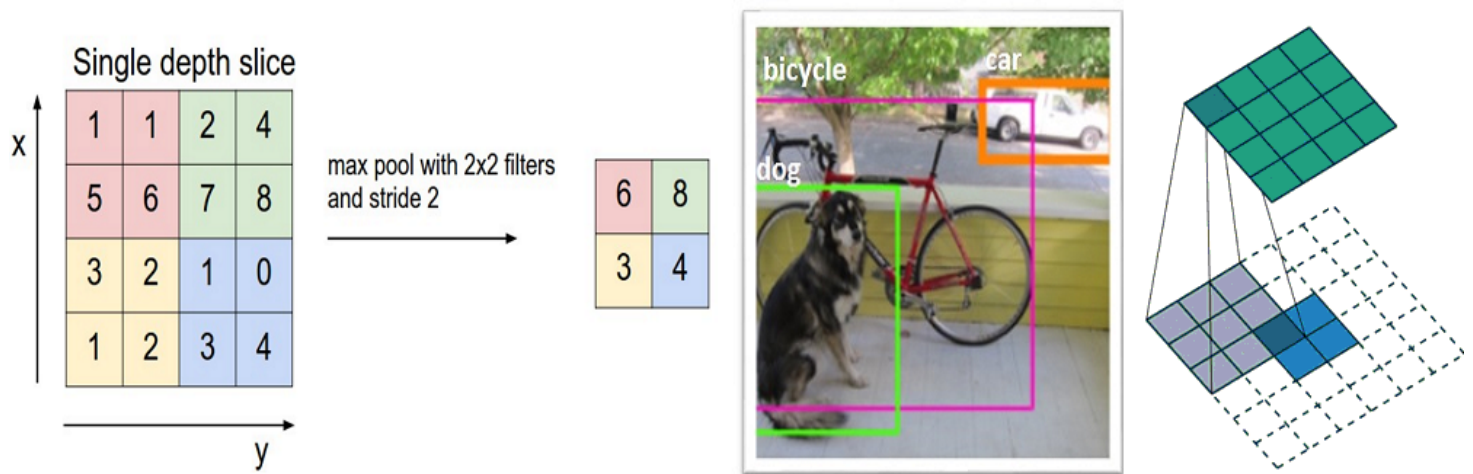 Single depth slice
x
1 1 2 4
5 6 7 8
3 2 1 0
1 2 3 4
y
max pool with 2x2 filters
and stride 2
6 8
3 4
bicycle
car
dog